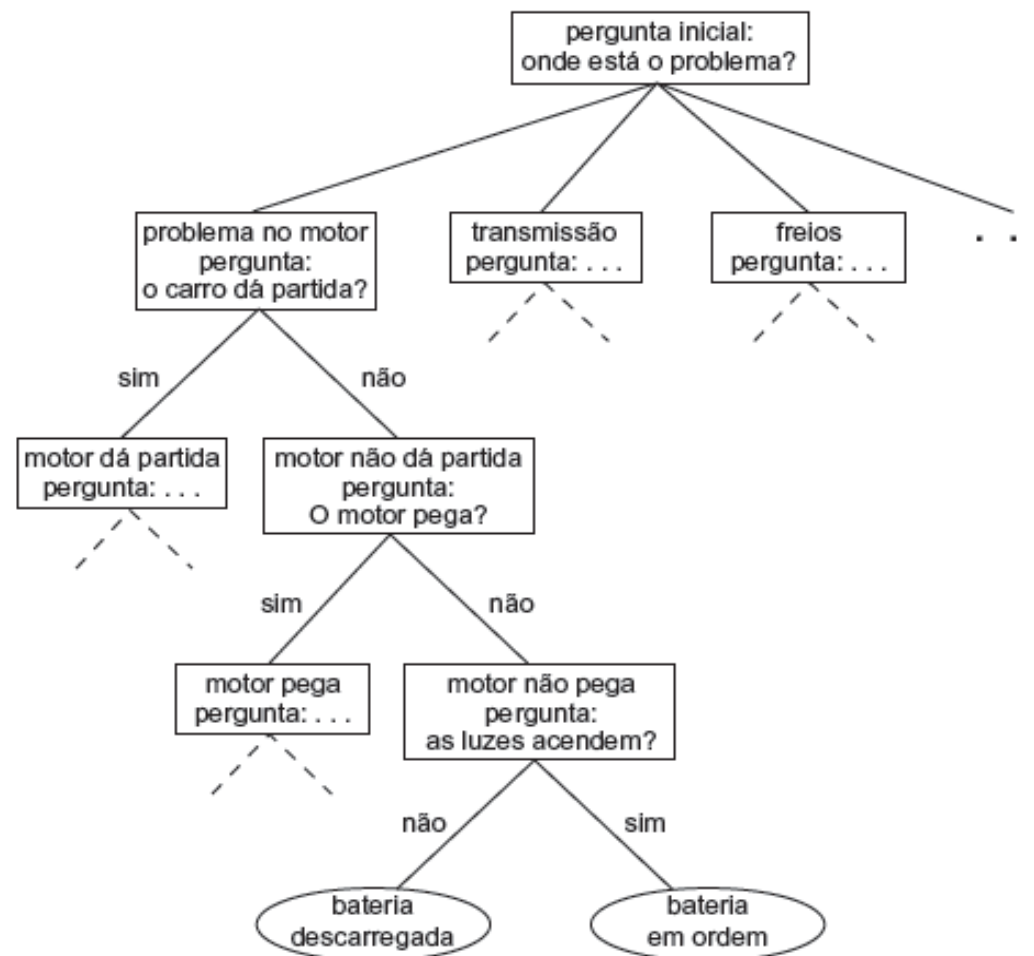 pergunta inicial:
onde está o problema?
problema no motor
pergunta:
o carro dá partida?
transmissão
pergunta: . . .
freios
pergunta: . . .
. .
sim
não
motor dá partida
pergunta: . . .
motor não dá partida
pergunta:
O motor pega?
sim
não
motor pega
pergunta: . . .
motor não pega
pergunta:
as luzes acendem?
não
sim
bateria
descarregada
bateria
em ordem